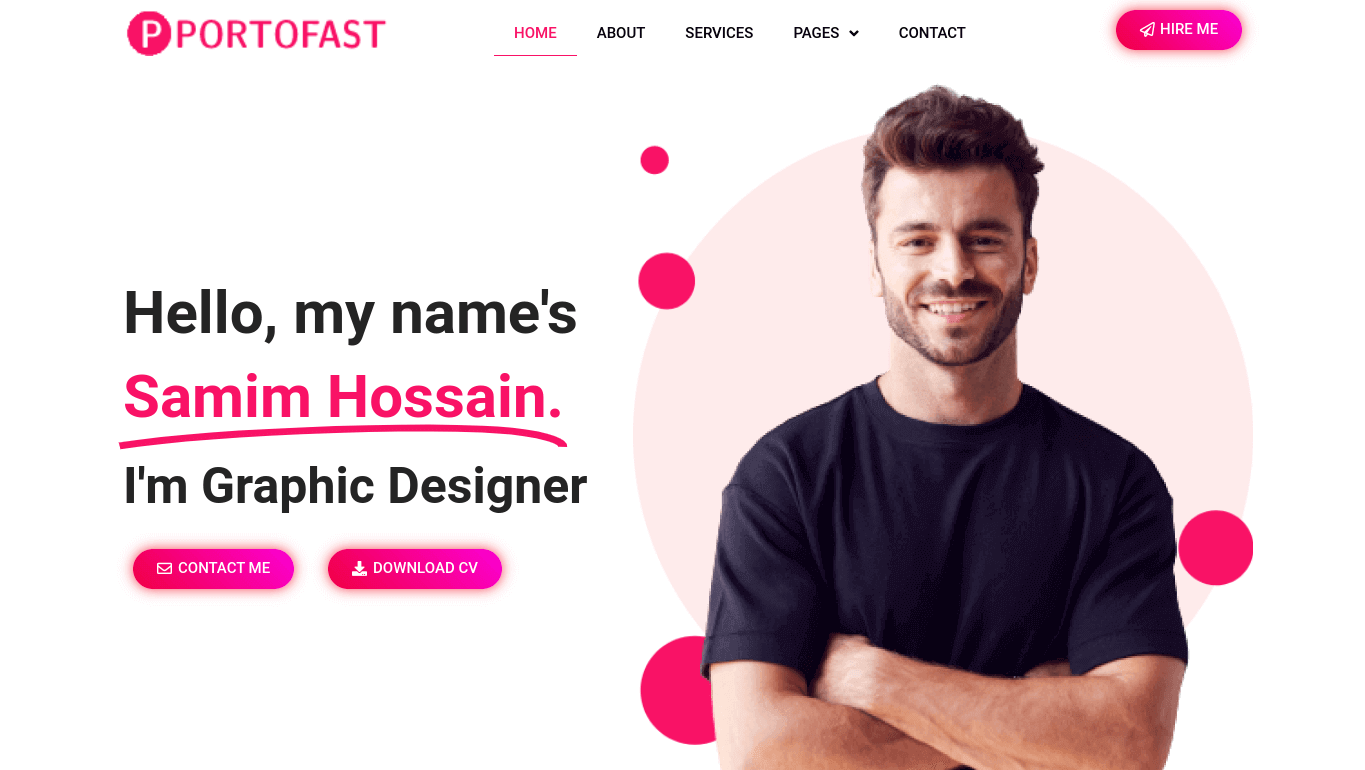 PORTOFAST
HOME ABOUT SERVICES PAGES CONTACT
HIRE ME
Hello, my name's
Samim Hossain.
I'm Graphic Designer
CONTACT ME DOWNLOAD CV